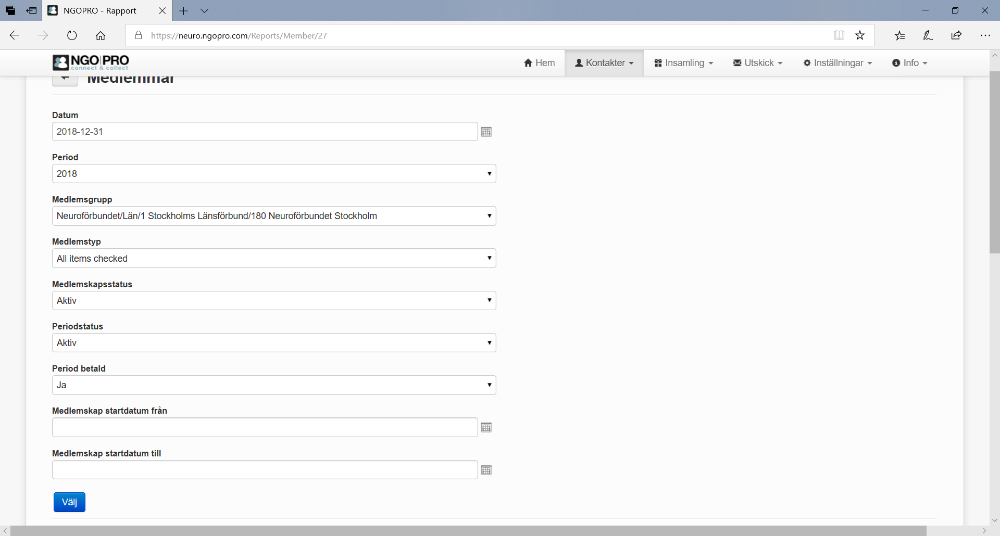 NGOPRO - Rapport
https://neuro.ngopro.com/Reports/Member/27
NGO|PRO
connect & collect
Hem
Kontakter
Insamling
Utskick
Inställningar
Info
Medlemmar
Datum
2018-12-31
Period
2018
Medlemsgrupp
Neuroförbundet/Län/1 Stockholms Länsförbund/180 Neuroförbundet Stockholm
Medlemstyp
All items checked
Medlemskapsstatus
Aktiv
Periodstatus
Aktiv
Period betald
Ja
Medlemskap startdatum från
Medlemskap startdatum till
Välj